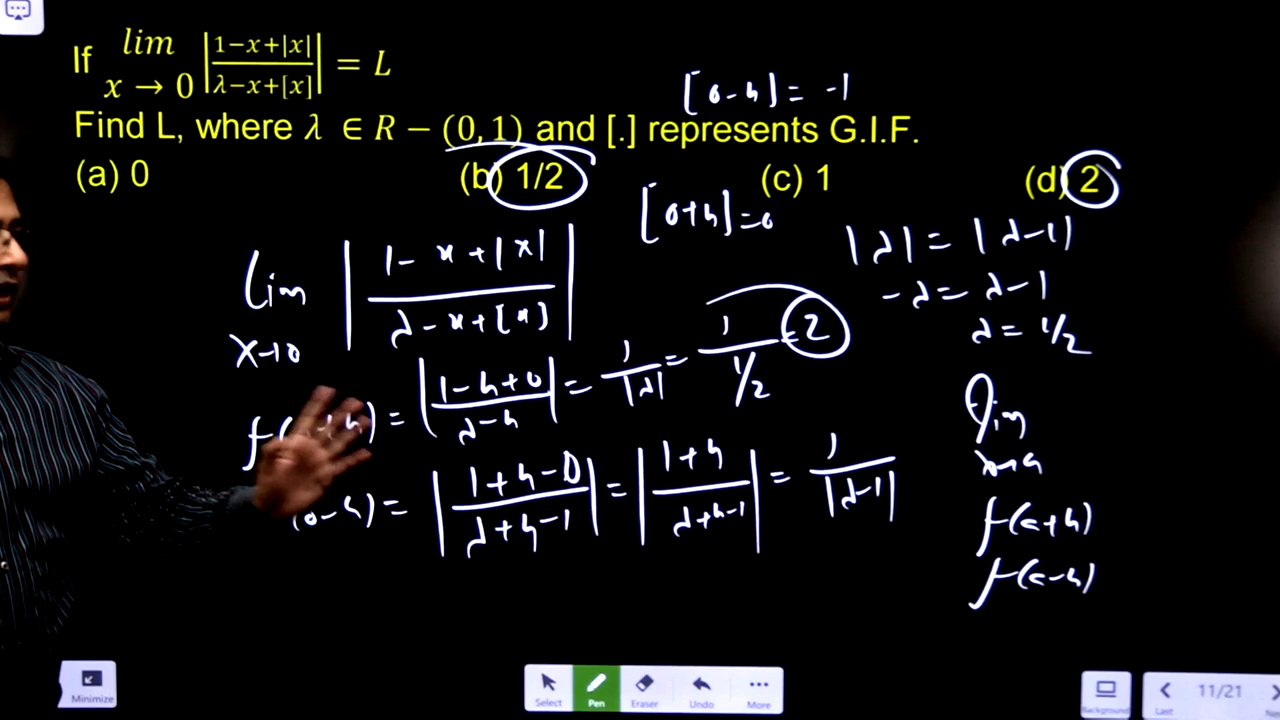 If lim x → 0 |1−x+|x| / λ−x+[x]| = L
[0-h] = -1
Find L, where λ ∈ R − (0, 1) and [.] represents G.I.F.
(a) 0 (b) 1/2 (c) 1 (d) 2
[0+h] = 0
lim x→0 |1-x+|x| / λ-x+[x]|
|λ| = |λ-1|
-λ = λ-1
λ = 1/2
= |1-h+0 / λ-h| = 1/|λ| = 1 / 1/2 = 2
(0-h) = |1+h-0 / λ+h-1| = |1+h / λ+h-1| = 1/|λ-1|
lim
f(a+h)
f(a-h)
Minimize
Select Pen Eraser Undo More
Background
Last 11/21